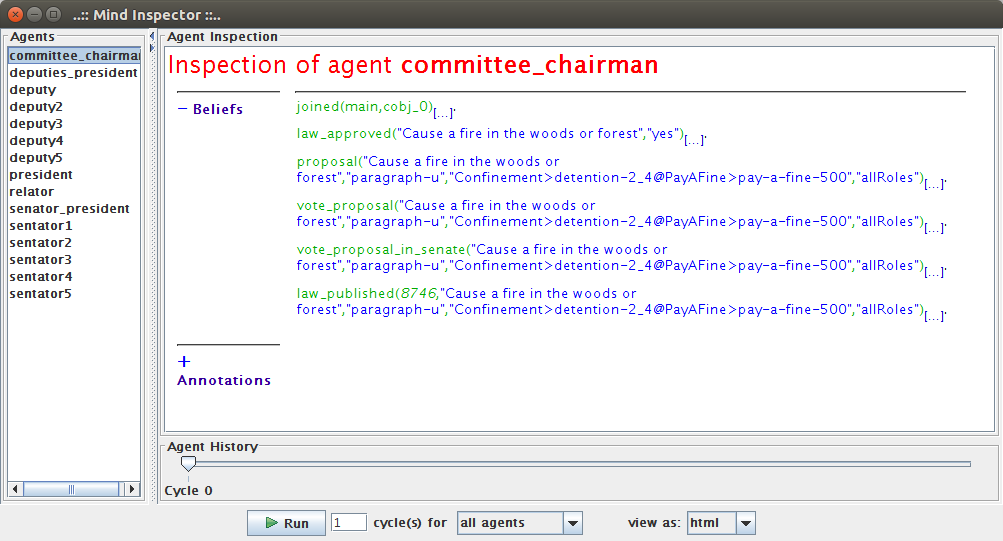 ..:: Mind Inspector ::..
Agents
committee_chairman
deputies_president
deputy
deputy2
deputy3
deputy4
deputy5
president
relator
senator_president
sentator1
sentator2
sentator3
sentator4
sentator5
Agent Inspection
Inspection of agent committee_chairman
− Beliefs
joined(main,cobj_0)[...].
law_approved("Cause a fire in the woods or forest","yes")[...].
proposal("Cause a fire in the woods or
forest","paragraph-u","Confinement>detention-2_4@PayAFine>pay-a-fine-500","allRoles")[...].
vote_proposal("Cause a fire in the woods or
forest","paragraph-u","Confinement>detention-2_4@PayAFine>pay-a-fine-500","allRoles")[...].
vote_proposal_in_senate("Cause a fire in the woods or
forest","paragraph-u","Confinement>detention-2_4@PayAFine>pay-a-fine-500","allRoles")[...].
law_published(8746,"Cause a fire in the woods or
forest","paragraph-u","Confinement>detention-2_4@PayAFine>pay-a-fine-500","allRoles")[...].
+
Annotations
Agent History
Cycle 0
Run 1 cycle(s) for all agents view as: html